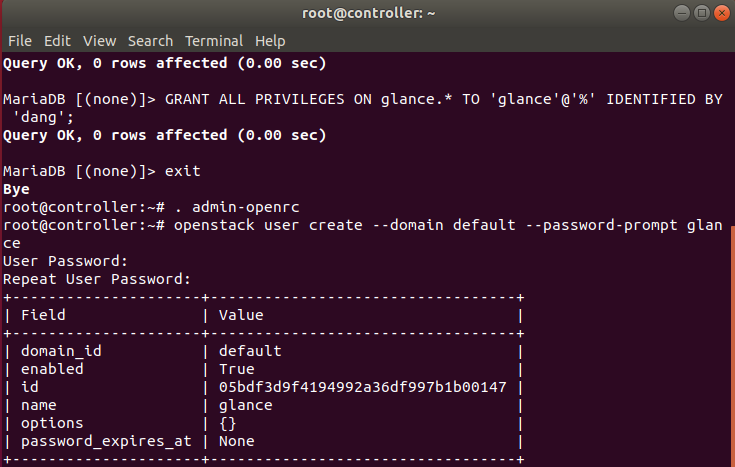 root@controller: ~
File Edit View Search Terminal Help
Query OK, 0 rows affected (0.00 sec)
MariaDB [(none)]> GRANT ALL PRIVILEGES ON glance.* TO 'glance'@'%' IDENTIFIED BY
 'dang';
Query OK, 0 rows affected (0.00 sec)
MariaDB [(none)]> exit
Bye
root@controller:~# . admin-openrc
root@controller:~# openstack user create --domain default --password-prompt glan
ce
User Password:
Repeat User Password:
+---------------------+----------------------------------+
| Field               | Value                            |
+---------------------+----------------------------------+
| domain_id           | default                          |
| enabled             | True                             |
| id                  | 05bdf3d9f4194992a36df997b1b00147 |
| name                | glance                           |
| options             | {}                               |
| password_expires_at | None                             |
+---------------------+----------------------------------+